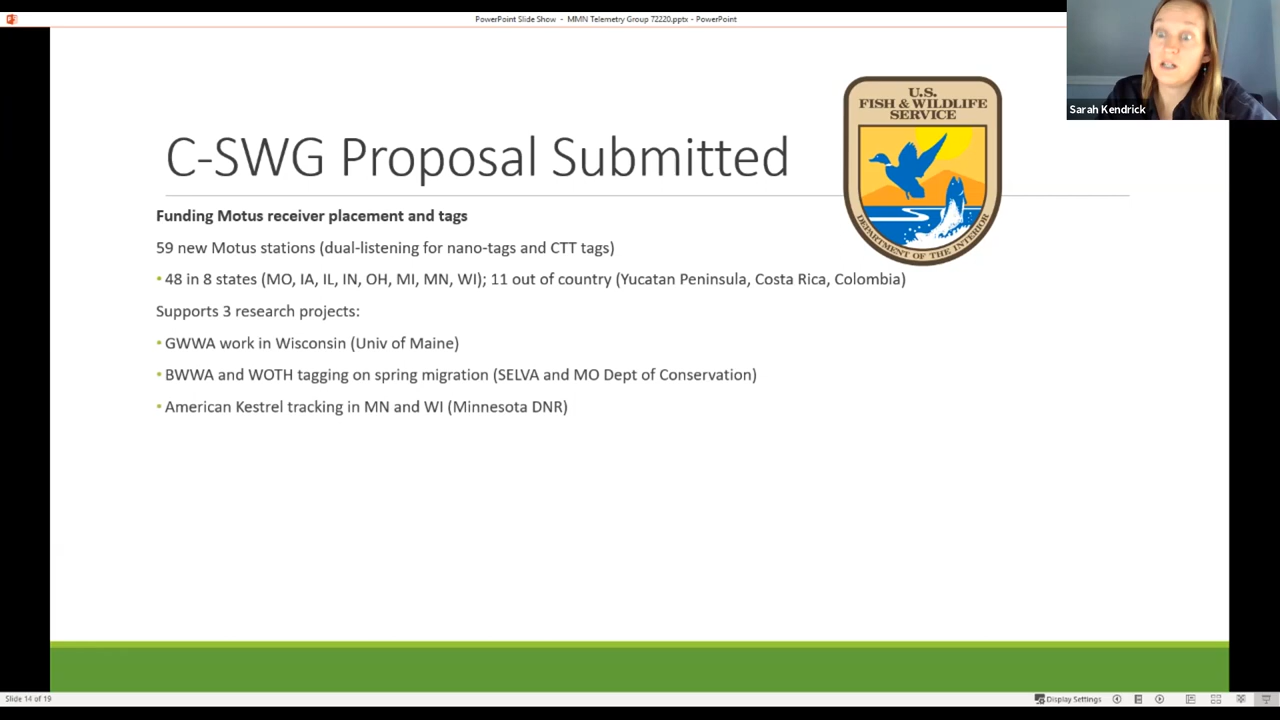 PowerPoint Slide Show - MMN Telemetry Group 72220.pptx - PowerPoint
Sarah Kendrick
U.S.
FISH & WILDLIFE
SERVICE
DEPARTMENT OF THE INTERIOR
C-SWG Proposal Submitted
Funding Motus receiver placement and tags
59 new Motus stations (dual-listening for nano-tags and CTT tags)
• 48 in 8 states (MO, IA, IL, IN, OH, MI, MN, WI); 11 out of country (Yucatan Peninsula, Costa Rica, Colombia)
Supports 3 research projects:
• GWWA work in Wisconsin (Univ of Maine)
• BWWA and WOTH tagging on spring migration (SELVA and MO Dept of Conservation)
• American Kestrel tracking in MN and WI (Minnesota DNR)
Slide 14 of 19
Display Settings